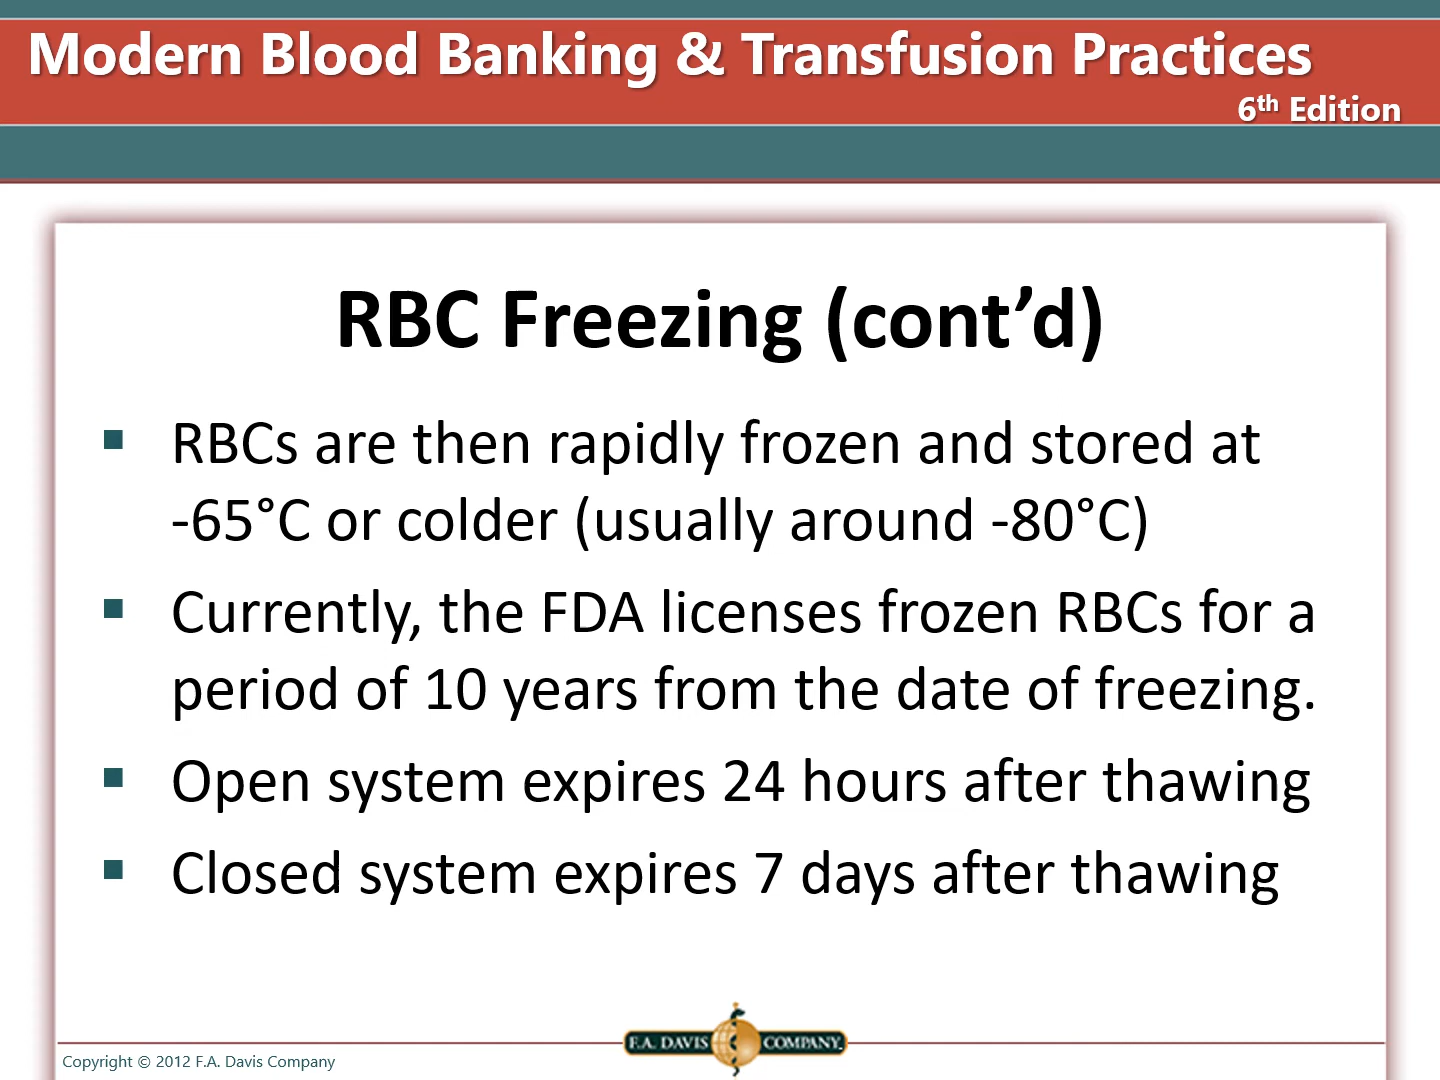 Modern Blood Banking & Transfusion Practices
6th Edition
RBC Freezing (cont’d)
▪ RBCs are then rapidly frozen and stored at
-65°C or colder (usually around -80°C)
▪ Currently, the FDA licenses frozen RBCs for a
period of 10 years from the date of freezing.
▪ Open system expires 24 hours after thawing
▪ Closed system expires 7 days after thawing
F.A. DAVIS COMPANY
Copyright © 2012 F.A. Davis Company